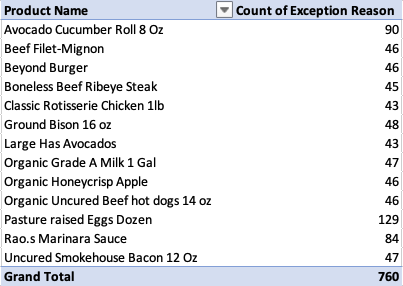 Product Name Count of Exception Reason
Avocado Cucumber Roll 8 Oz 90
Beef Filet-Mignon 46
Beyond Burger 46
Boneless Beef Ribeye Steak 45
Classic Rotisserie Chicken 1lb 43
Ground Bison 16 oz 48
Large Has Avocados 43
Organic Grade A Milk 1 Gal 47
Organic Honeycrisp Apple 46
Organic Uncured Beef hot dogs 14 oz 46
Pasture raised Eggs Dozen 129
Rao.s Marinara Sauce 84
Uncured Smokehouse Bacon 12 Oz 47
Grand Total 760